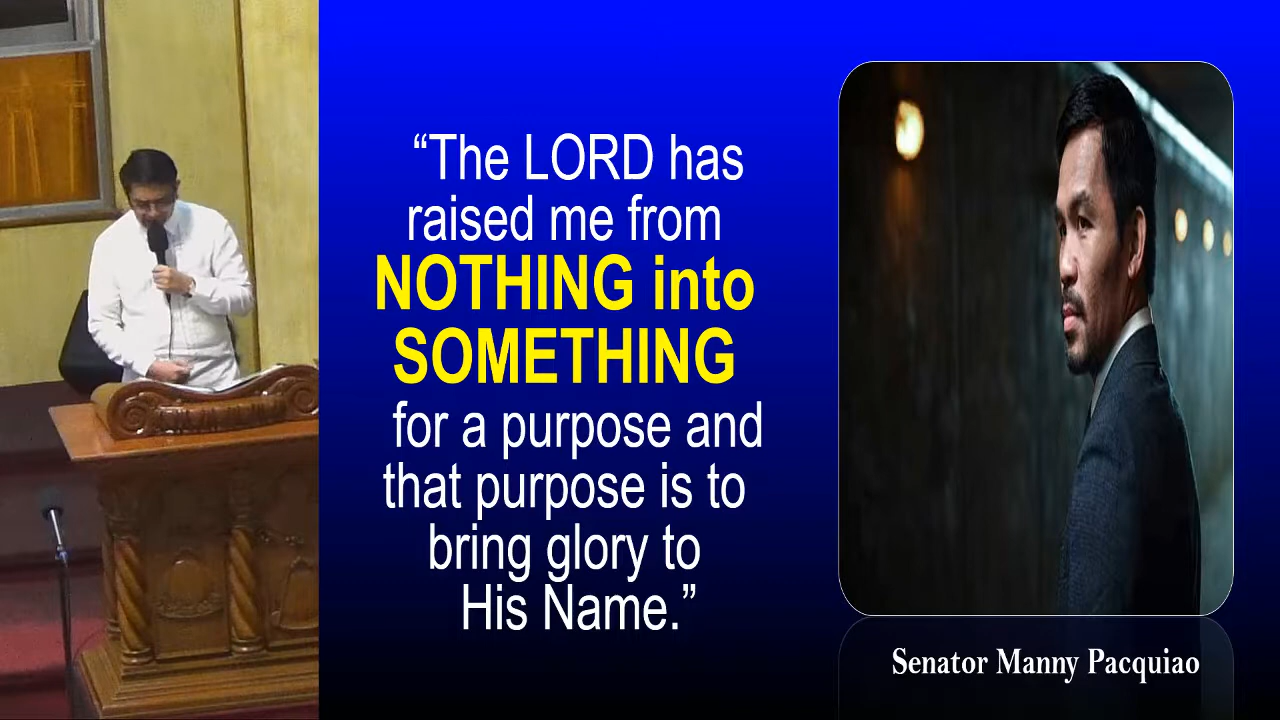 “The LORD has
raised me from
NOTHING into
SOMETHING
for a purpose and
that purpose is to
bring glory to
His Name.”
Senator Manny Pacquiao